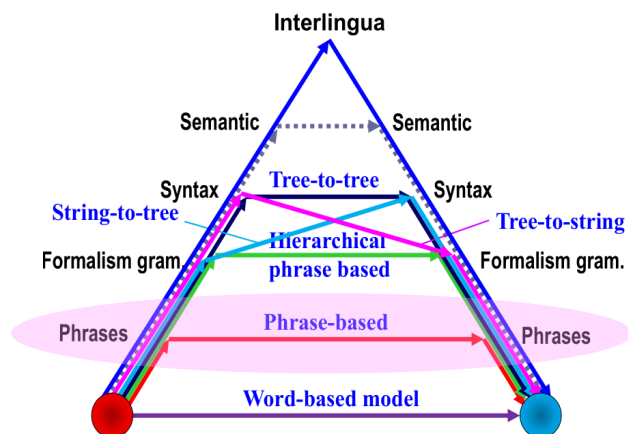 Interlingua
Semantic
Semantic
Syntax
Tree-to-tree
Syntax
String-to-tree
Tree-to-string
Formalism gram.
Hierarchical
phrase based
Formalism gram.
Phrases
Phrase-based
Phrases
Word-based model